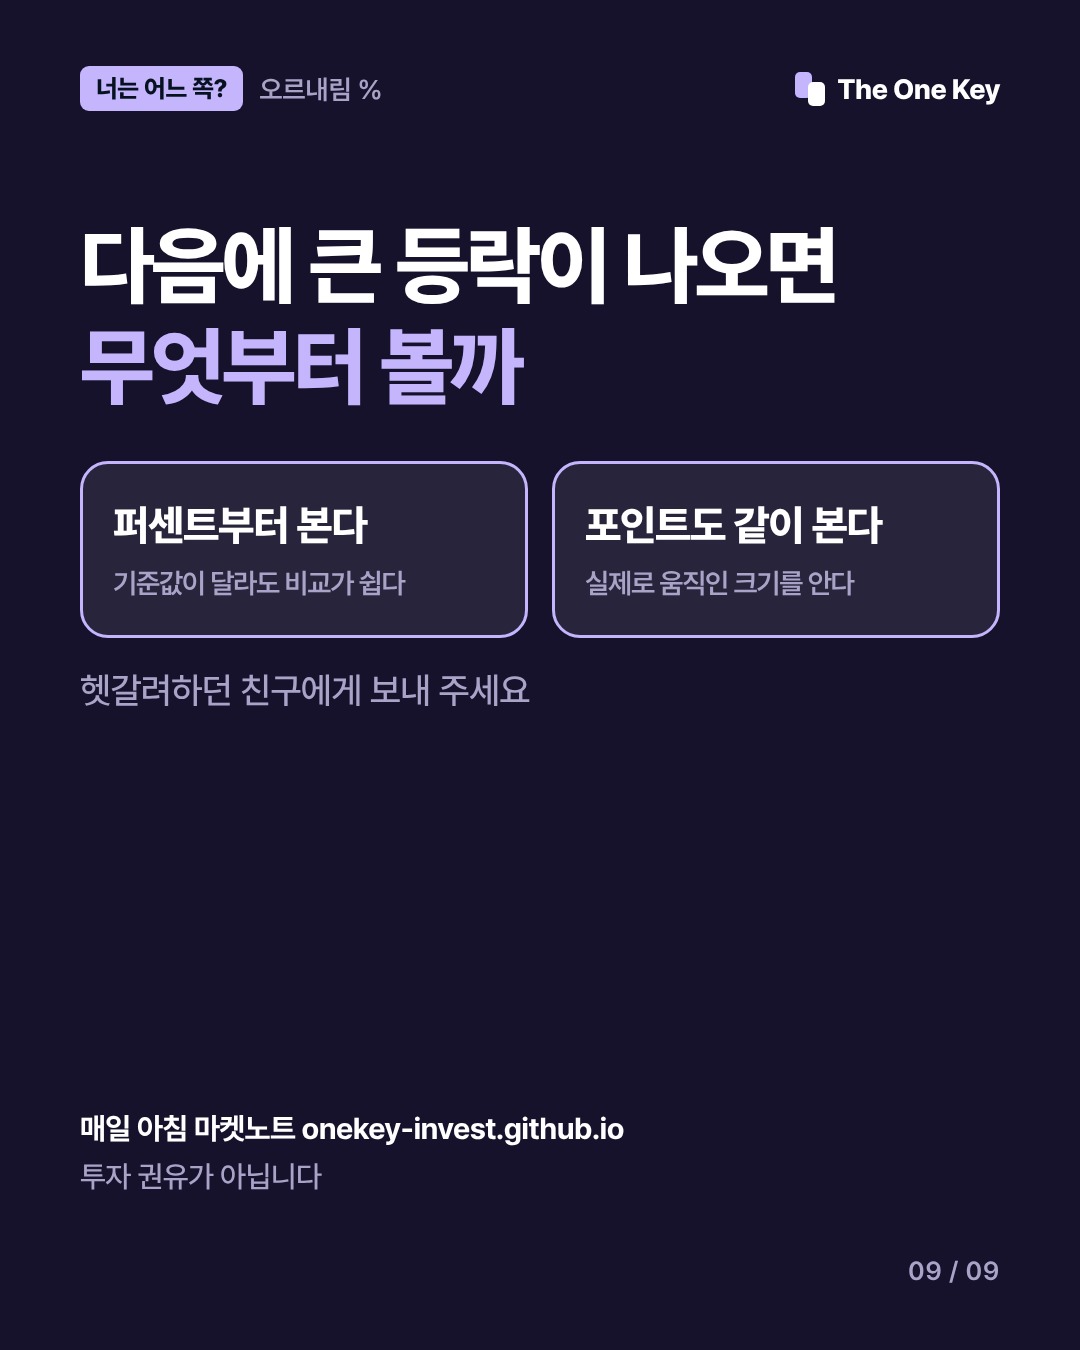 너는 어느 쪽?
오르내림 %
The One Key
다음에 큰 등락이 나오면
무엇부터 볼까
퍼센트부터 본다
기준값이 달라도 비교가 쉽다
포인트도 같이 본다
실제로 움직인 크기를 안다
헷갈려하던 친구에게 보내 주세요
매일 아침 마켓노트 onekey-invest.github.io
투자 권유가 아닙니다
09 / 09